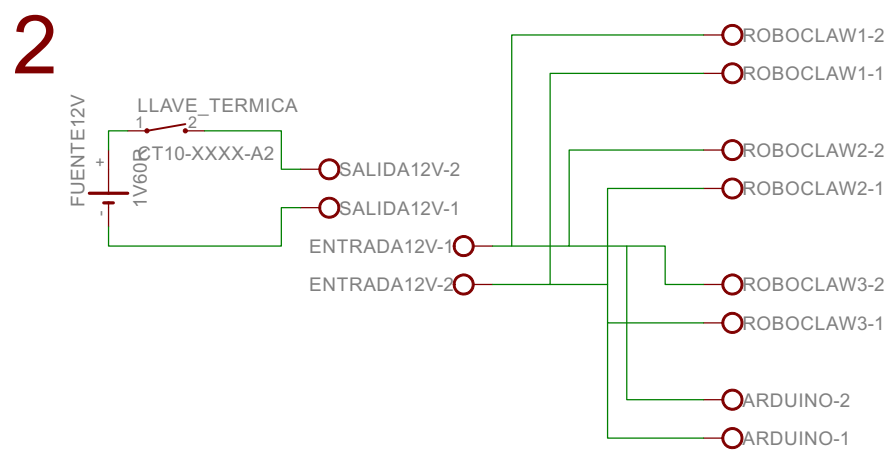 2
FUENTE12V
LLAVE_TERMICA
1
2
CT10-XXXX-A2
+
-
1V60R
SALIDA12V-2
SALIDA12V-1
ENTRADA12V-1
ENTRADA12V-2
ROBOCLAW1-2
ROBOCLAW1-1
ROBOCLAW2-2
ROBOCLAW2-1
ROBOCLAW3-2
ROBOCLAW3-1
ARDUINO-2
ARDUINO-1